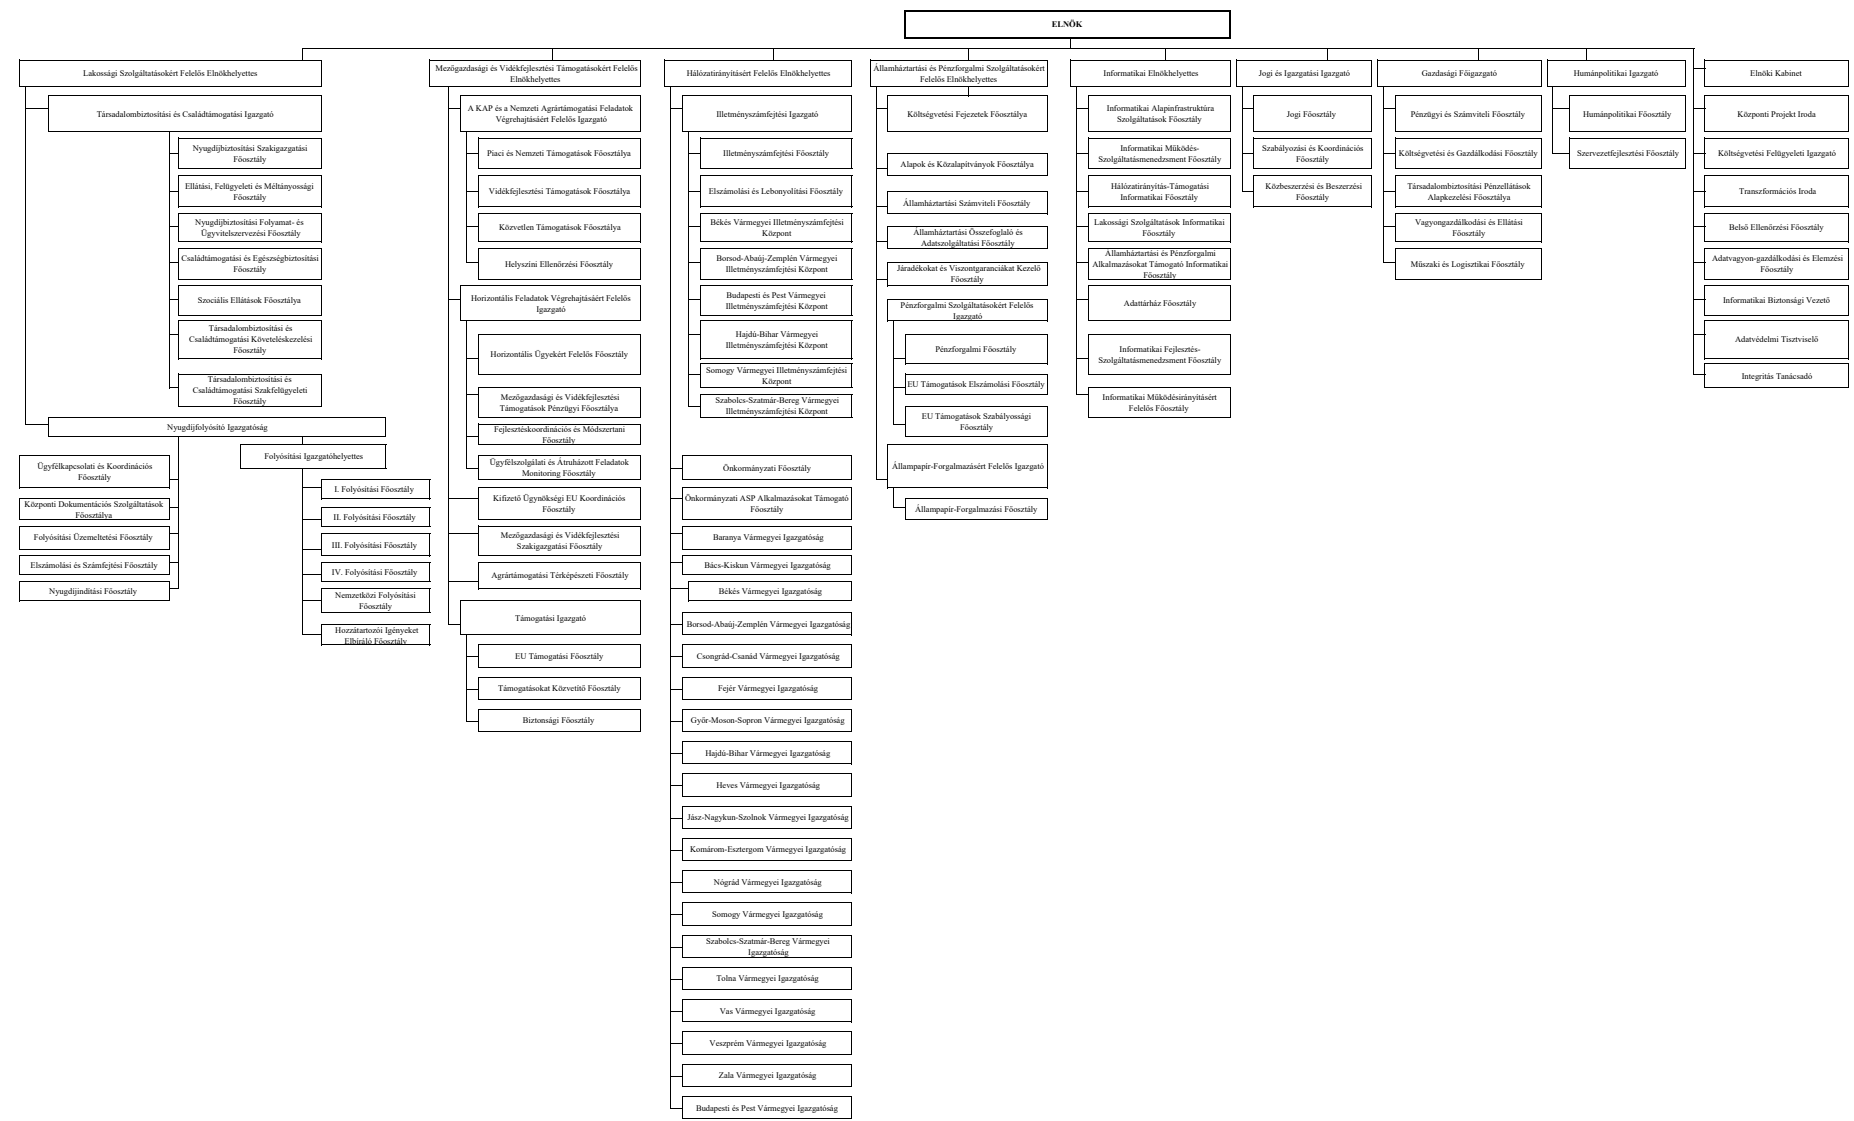 ELNÖK
Lakossági Szolgáltatásokért Felelős Elnökhelyettes
Társadalombiztosítási és Családtámogatási Igazgató
Nyugdíjbiztosítási Szakigazgatási
Főosztály
Ellátási, Felügyeleti és Méltányossági
Főosztály
Nyugdíjbiztosítási Folyamat- és
Ügyvitelszervezési Főosztály
Családtámogatási és Egészségbiztosítási
Főosztály
Szociális Ellátások Főosztálya
Társadalombiztosítási és
Családtámogatási Követeléskezelési
Főosztály
Társadalombiztosítási és
Családtámogatási Szakfelügyeleti
Főosztály
Nyugdíjfolyósító Igazgatóság
Ügyfélkapcsolati és Koordinációs
Főosztály
Központi Dokumentációs Szolgáltatások
Főosztálya
Folyósítási Üzemeltetési Főosztály
Elszámolási és Számfejtési Főosztály
Nyugdíjindítási Főosztály
Folyósítási Igazgatóhelyettes
I. Folyósítási Főosztály
II. Folyósítási Főosztály
III. Folyósítási Főosztály
IV. Folyósítási Főosztály
Nemzetközi Folyósítási
Főosztály
Hozzátartozói Igényeket
Elbíráló Főosztály
Mezőgazdasági és Vidékfejlesztési Támogatásokért Felelős
Elnökhelyettes
A KAP és a Nemzeti Agrártámogatási Feladatok
Végrehajtásáért Felelős Igazgató
Piaci és Nemzeti Támogatások Főosztálya
Vidékfejlesztési Támogatások Főosztálya
Közvetlen Támogatások Főosztálya
Helyszíni Ellenőrzési Főosztály
Horizontális Feladatok Végrehajtásáért Felelős
Igazgató
Horizontális Ügyekért Felelős Főosztály
Mezőgazdasági és Vidékfejlesztési
Támogatások Pénzügyi Főosztálya
Fejlesztéskoordinációs és Módszertani
Főosztály
Ügyfélszolgálati és Átruházott Feladatok
Monitoring Főosztály
Kifizető Ügynökségi EU Koordinációs
Főosztály
Mezőgazdasági és Vidékfejlesztési
Szakigazgatási Főosztály
Agrártámogatási Térképészeti Főosztály
Támogatási Igazgató
EU Támogatási Főosztály
Támogatásokat Közvetítő Főosztály
Biztonsági Főosztály
Hálózatirányításért Felelős Elnökhelyettes
Illetményszámfejtési Igazgató
Illetményszámfejtési Főosztály
Elszámolási és Lebonyolítási Főosztály
Békés Vármegyei Illetményszámfejtési
Központ
Borsod-Abaúj-Zemplén Vármegyei
Illetményszámfejtési Központ
Budapesti és Pest Vármegyei
Illetményszámfejtési Központ
Hajdú-Bihar Vármegyei
Illetményszámfejtési Központ
Somogy Vármegyei Illetményszámfejtési
Központ
Szabolcs-Szatmár-Bereg Vármegyei
Illetményszámfejtési Központ
Önkormányzati Főosztály
Önkormányzati ASP Alkalmazásokat Támogató
Főosztály
Baranya Vármegyei Igazgatóság
Bács-Kiskun Vármegyei Igazgatóság
Békés Vármegyei Igazgatóság
Borsod-Abaúj-Zemplén Vármegyei Igazgatóság
Csongrád-Csanád Vármegyei Igazgatóság
Fejér Vármegyei Igazgatóság
Győr-Moson-Sopron Vármegyei Igazgatóság
Hajdú-Bihar Vármegyei Igazgatóság
Heves Vármegyei Igazgatóság
Jász-Nagykun-Szolnok Vármegyei Igazgatóság
Komárom-Esztergom Vármegyei Igazgatóság
Nógrád Vármegyei Igazgatóság
Somogy Vármegyei Igazgatóság
Szabolcs-Szatmár-Bereg Vármegyei
Igazgatóság
Tolna Vármegyei Igazgatóság
Vas Vármegyei Igazgatóság
Veszprém Vármegyei Igazgatóság
Zala Vármegyei Igazgatóság
Budapesti és Pest Vármegyei Igazgatóság
Államháztartási és Pénzforgalmi Szolgáltatásokért
Felelős Elnökhelyettes
Költségvetési Fejezetek Főosztálya
Alapok és Közalapítványok Főosztálya
Államháztartási Számviteli Főosztály
Államháztartási Összefoglaló és
Adatszolgáltatási Főosztály
Járadékokat és Viszontgaranciákat Kezelő
Főosztály
Pénzforgalmi Szolgáltatásokért Felelős
Igazgató
Pénzforgalmi Főosztály
EU Támogatások Elszámolási Főosztály
EU Támogatások Szabályossági
Főosztály
Állampapír-Forgalmazásért Felelős Igazgató
Állampapír-Forgalmazási Főosztály
Informatikai Elnökhelyettes
Informatikai Alapinfrastruktúra
Szolgáltatások Főosztály
Informatikai Működés-
Szolgáltatásmenedzsment Főosztály
Hálózatirányítás-Támogatási
Informatikai Főosztály
Lakossági Szolgáltatások Informatikai
Főosztály
Államháztartási és Pénzforgalmi
Alkalmazásokat Támogató Informatikai
Főosztály
Adattárház Főosztály
Informatikai Fejlesztés-
Szolgáltatásmenedzsment Főosztály
Informatikai Működésirányításért
Felelős Főosztály
Jogi és Igazgatási Igazgató
Jogi Főosztály
Szabályozási és Koordinációs
Főosztály
Közbeszerzési és Beszerzési
Főosztály
Gazdasági Főigazgató
Pénzügyi és Számviteli Főosztály
Költségvetési és Gazdálkodási Főosztály
Társadalombiztosítási Pénzellátások
Alapkezelési Főosztálya
Vagyongazdálkodási és Ellátási
Főosztály
Műszaki és Logisztikai Főosztály
Humánpolitikai Igazgató
Humánpolitikai Főosztály
Szervezetfejlesztési Főosztály
Elnöki Kabinet
Központi Projekt Iroda
Költségvetési Felügyeleti Igazgató
Transzformációs Iroda
Belső Ellenőrzési Főosztály
Adatvagyon-gazdálkodási és Elemzési
Főosztály
Informatikai Biztonsági Vezető
Adatvédelmi Tisztviselő
Integritás Tanácsadó